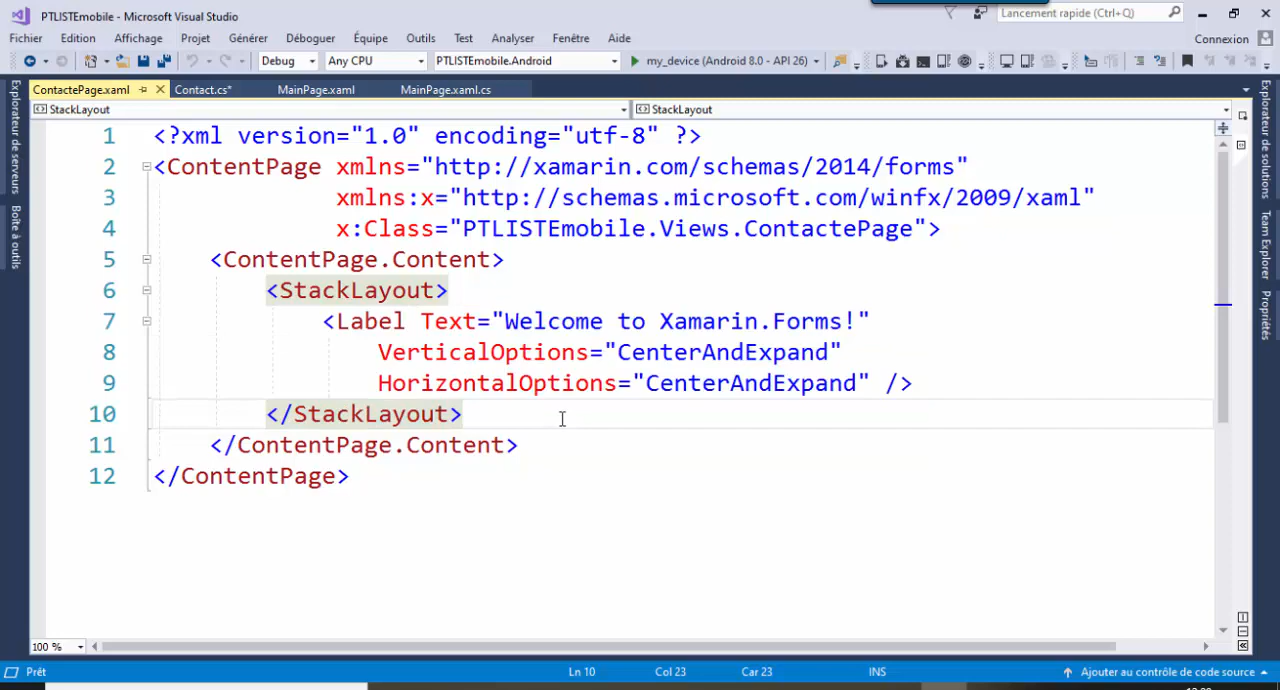 PTLISTEmobile - Microsoft Visual Studio
Lancement rapide (Ctrl+Q)
Fichier Edition Affichage Projet Générer Déboguer Équipe Outils Test Analyser Fenêtre Aide
Connexion
Debug Any CPU PTLISTEmobile.Android my_device (Android 8.0 - API 26)
ContactePage.xaml Contact.cs* MainPage.xaml MainPage.xaml.cs
StackLayout StackLayout
Explorateur de serveurs
Boîte à outils
1 <?xml version="1.0" encoding="utf-8" ?>
2 <ContentPage xmlns="http://xamarin.com/schemas/2014/forms"
3 xmlns:x="http://schemas.microsoft.com/winfx/2009/xaml"
4 x:Class="PTLISTEmobile.Views.ContactePage">
5 <ContentPage.Content>
6 <StackLayout>
7 <Label Text="Welcome to Xamarin.Forms!"
8 VerticalOptions="CenterAndExpand"
9 HorizontalOptions="CenterAndExpand" />
10 </StackLayout>
11 </ContentPage.Content>
12 </ContentPage>
Explorateur de solutions
Team Explorer
Propriétés
100 %
Prêt Ln 10 Col 23 Car 23 INS Ajouter au contrôle de code source